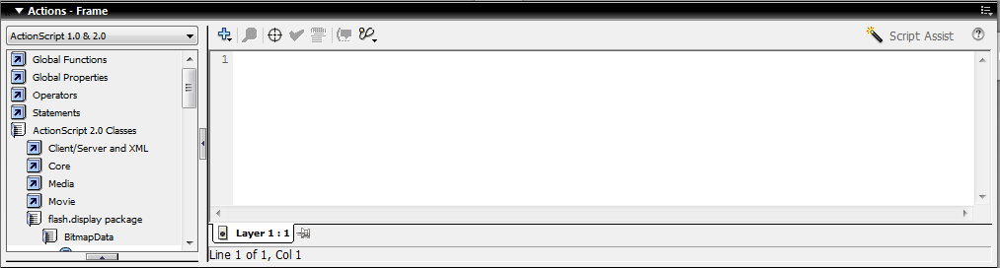 Actions - Frame
ActionScript 1.0 & 2.0
Script Assist
Global Functions
Global Properties
Operators
Statements
ActionScript 2.0 Classes
Client/Server and XML
Core
Media
Movie
flash.display package
BitmapData
1
Layer 1 : 1
Line 1 of 1, Col 1